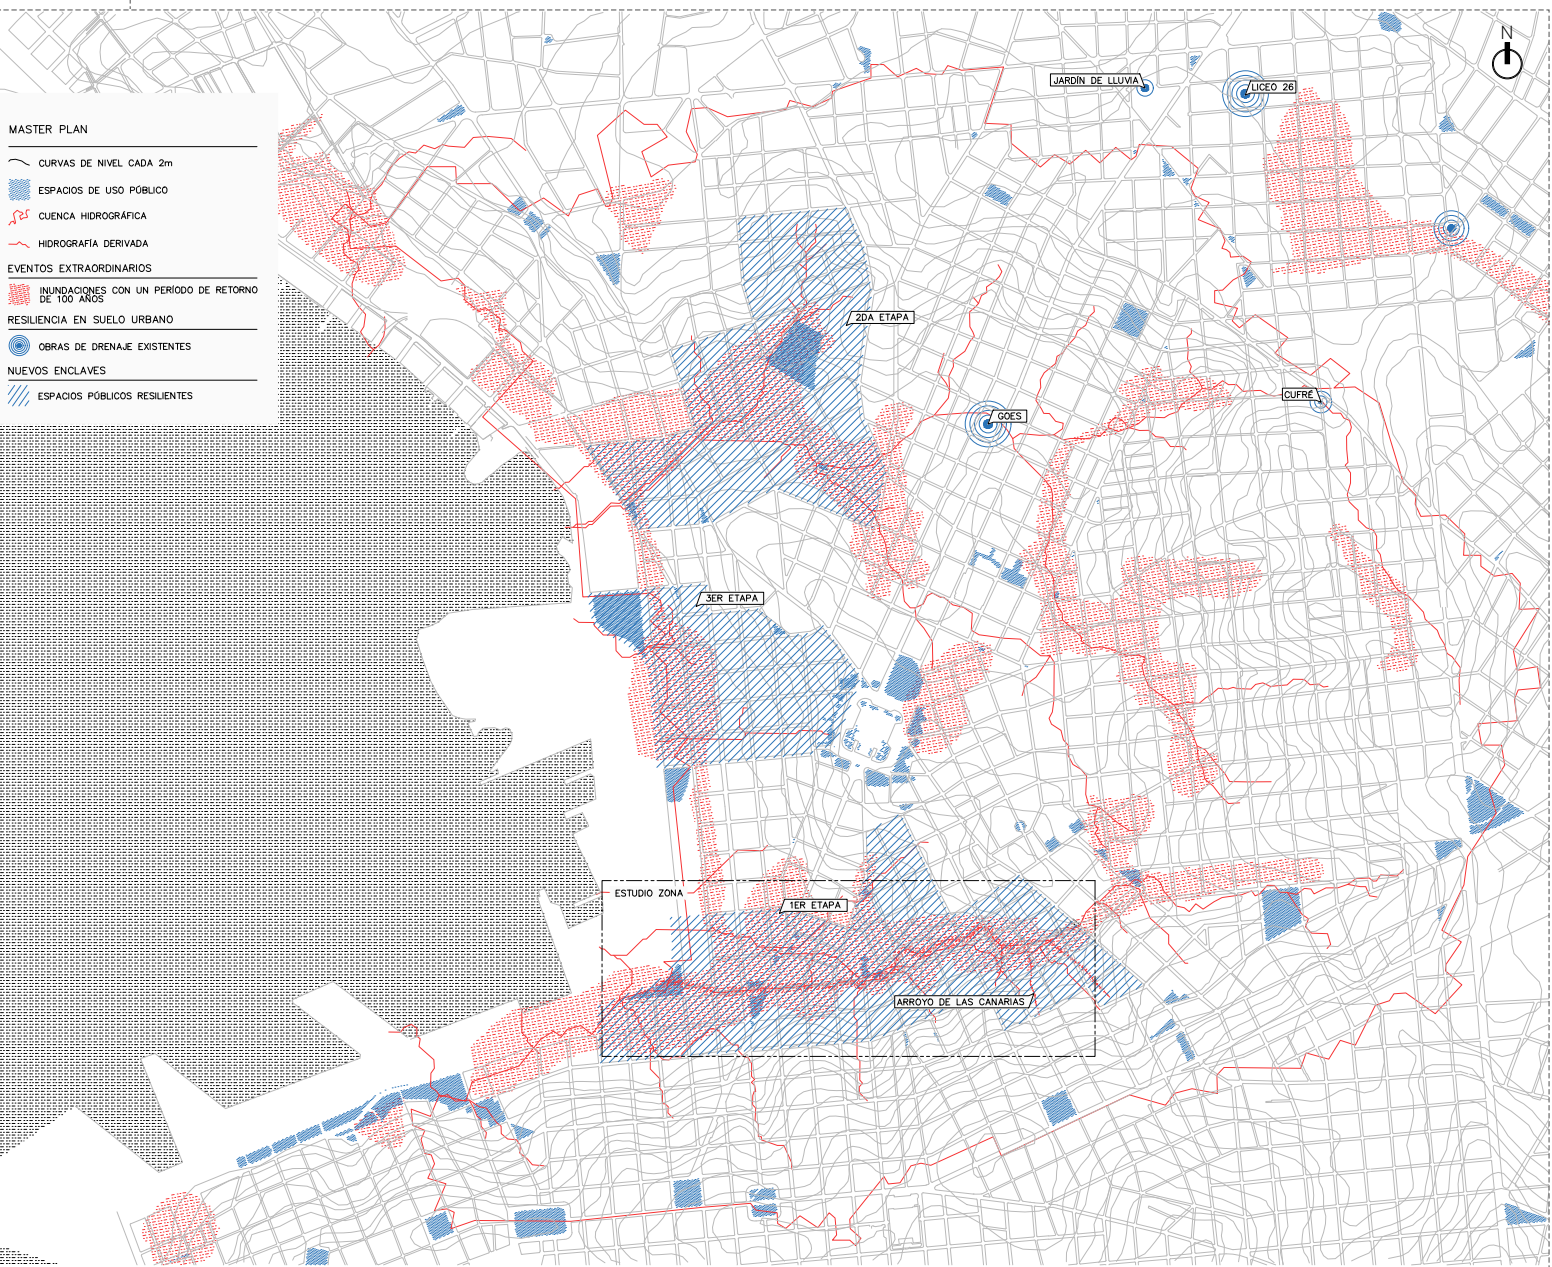 MASTER PLAN
CURVAS DE NIVEL CADA 2m
ESPACIOS DE USO PÓBLICO
CUENCA HIDROGRÁFICA
HIDROGRAFÍA DERIVADA
EVENTOS EXTRAORDINARIOS
INUNDACIONES CON UN PERÍODO DE RETORNO
DE 100 AÑOS
RESILIENCIA EN SUELO URBANO
OBRAS DE DRENAJE EXISTENTES
NUEVOS ENCLAVES
ESPACIOS PÚBLICOS RESILIENTES
N
JARDÍN DE LLUVIA
LICEO 26
2DA ETAPA
CUFRÉ
GOES
3ER ETAPA
ESTUDIO ZONA
1ER ETAPA
ARROYO DE LAS CANARIAS